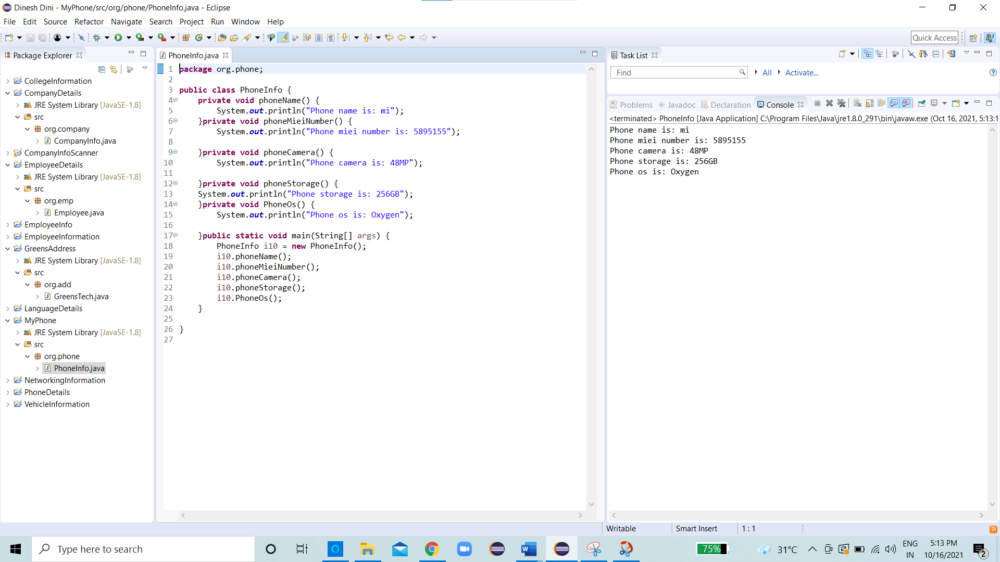 Dinesh Dini - MyPhone/src/org/phone/PhoneInfo.java - Eclipse
File Edit Source Refactor Navigate Search Project Run Window Help
Quick Access
Package Explorer
CollegeInformation
CompanyDetails
JRE System Library [JavaSE-1.8]
src
org.company
CompanyInfo.java
CompanyInfoScanner
EmployeeDetails
JRE System Library [JavaSE-1.8]
src
org.emp
Employee.java
EmployeeInfo
EmployeeInformation
GreensAddress
JRE System Library [JavaSE-1.8]
src
org.add
GreensTech.java
LanguageDetails
MyPhone
JRE System Library [JavaSE-1.8]
src
org.phone
PhoneInfo.java
NetworkingInformation
PhoneDetails
VehicleInformation
PhoneInfo.java
1 package org.phone;
2
3 public class PhoneInfo {
4 private void phoneName() {
5 System.out.println("Phone name is: mi");
6 }private void phoneMieiNumber() {
7 System.out.println("Phone miei number is: 5895155");
8
9 }private void phoneCamera() {
10 System.out.println("Phone camera is: 48MP");
11
12 }private void phoneStorage() {
13 System.out.println("Phone storage is: 256GB");
14 }private void PhoneOs() {
15 System.out.println("Phone os is: Oxygen");
16
17 }public static void main(String[] args) {
18 PhoneInfo i10 = new PhoneInfo();
19 i10.phoneName();
20 i10.phoneMieiNumber();
21 i10.phoneCamera();
22 i10.phoneStorage();
23 i10.PhoneOs();
24 }
25
26 }
27
Task List
Find All Activate...
Problems Javadoc Declaration Console
<terminated> PhoneInfo [Java Application] C:\Program Files\Java\jre1.8.0_291\bin\javaw.exe (Oct 16, 2021, 5:13:1
Phone name is: mi
Phone miei number is: 5895155
Phone camera is: 48MP
Phone storage is: 256GB
Phone os is: Oxygen
Writable Smart Insert 1 : 1
Type here to search
75%
31°C
ENG
IN
5:13 PM
10/16/2021
2